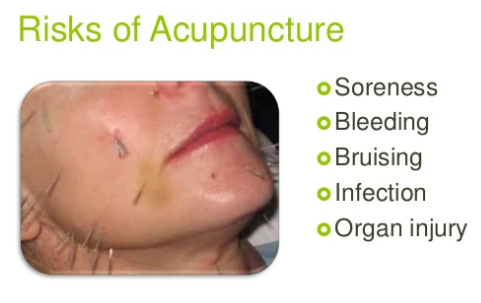 Risks of Acupuncture
Soreness
Bleeding
Bruising
Infection
Organ injury